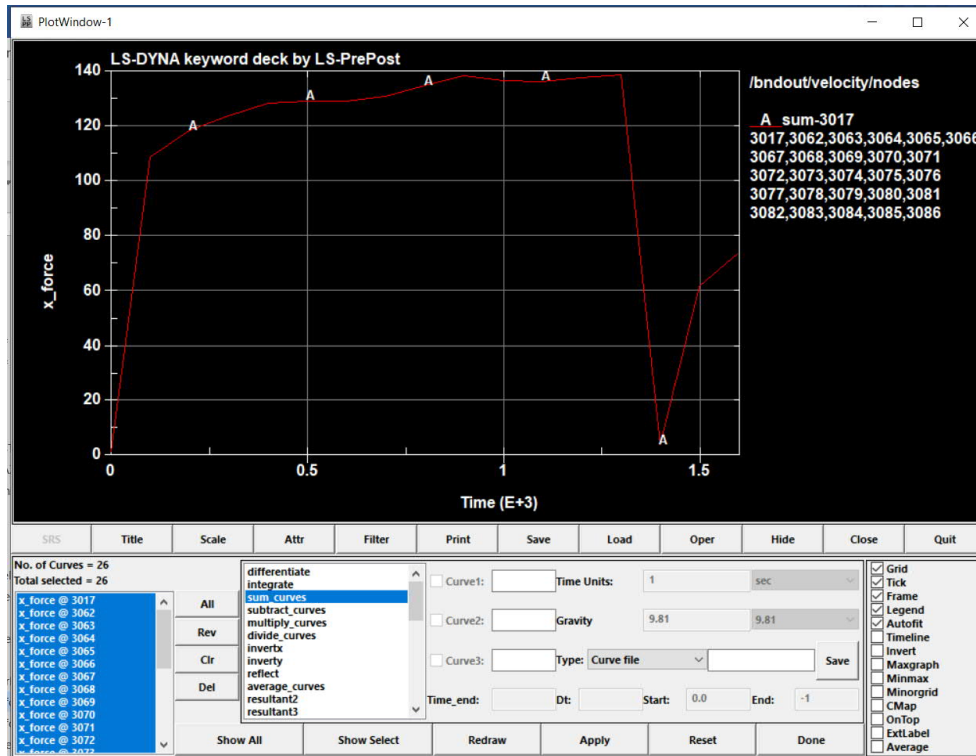 PlotWindow-1
LS-DYNA keyword deck by LS-PrePost
140
120
100
80
60
40
20
0
x_force
A
A
A
A
A
A
0
0.5
1
1.5
Time (E+3)
/bndout/velocity/nodes
A sum-3017
3017,3062,3063,3064,3065,3066
3067,3068,3069,3070,3071
3072,3073,3074,3075,3076
3077,3078,3079,3080,3081
3082,3083,3084,3085,3086
SRS Title Scale Attr Filter Print Save Load Oper Hide Close Quit
No. of Curves = 26
Total selected = 26
x_force @ 3017
x_force @ 3062
x_force @ 3063
x_force @ 3064
x_force @ 3065
x_force @ 3066
x_force @ 3067
x_force @ 3068
x_force @ 3069
x_force @ 3070
x_force @ 3071
x_force @ 3072
All
Rev
Clr
Del
differentiate
integrate
sum_curves
subtract_curves
multiply_curves
divide_curves
invertx
inverty
reflect
average_curves
resultant2
resultant3
Curve1: Time Units: 1 sec
Curve2: Gravity 9.81 9.81
Curve3: Type: Curve file Save
Time_end: Dt: Start: 0.0 End: -1
Show All Show Select Redraw Apply Reset Done
Grid
Tick
Frame
Legend
Autofit
Timeline
Invert
Maxgraph
Minmax
Minorgrid
CMap
OnTop
ExtLabel
Average